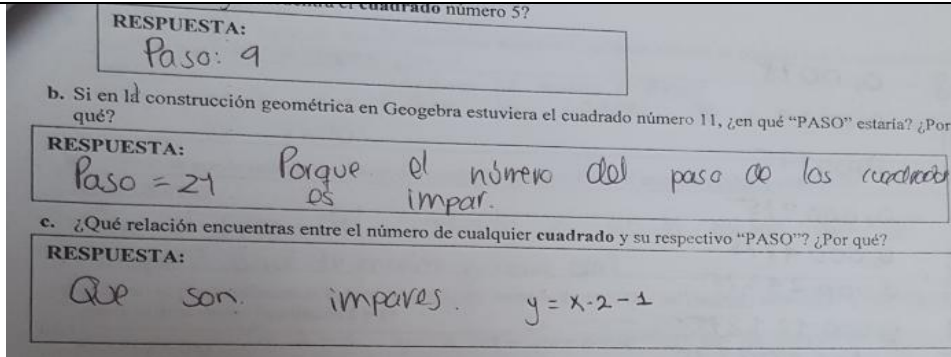 cuadrado número 5?
RESPUESTA:
Paso: 9
b. Si en la construcción geométrica en Geogebra estuviera el cuadrado número 11, ¿en qué “PASO” estaría? ¿Por
qué?
RESPUESTA:
Paso = 21 Porque el número del paso de los cuadrados
es impar.
c. ¿Qué relación encuentras entre el número de cualquier cuadrado y su respectivo “PASO”? ¿Por qué?
RESPUESTA:
Que son. impares. y = x·2-1